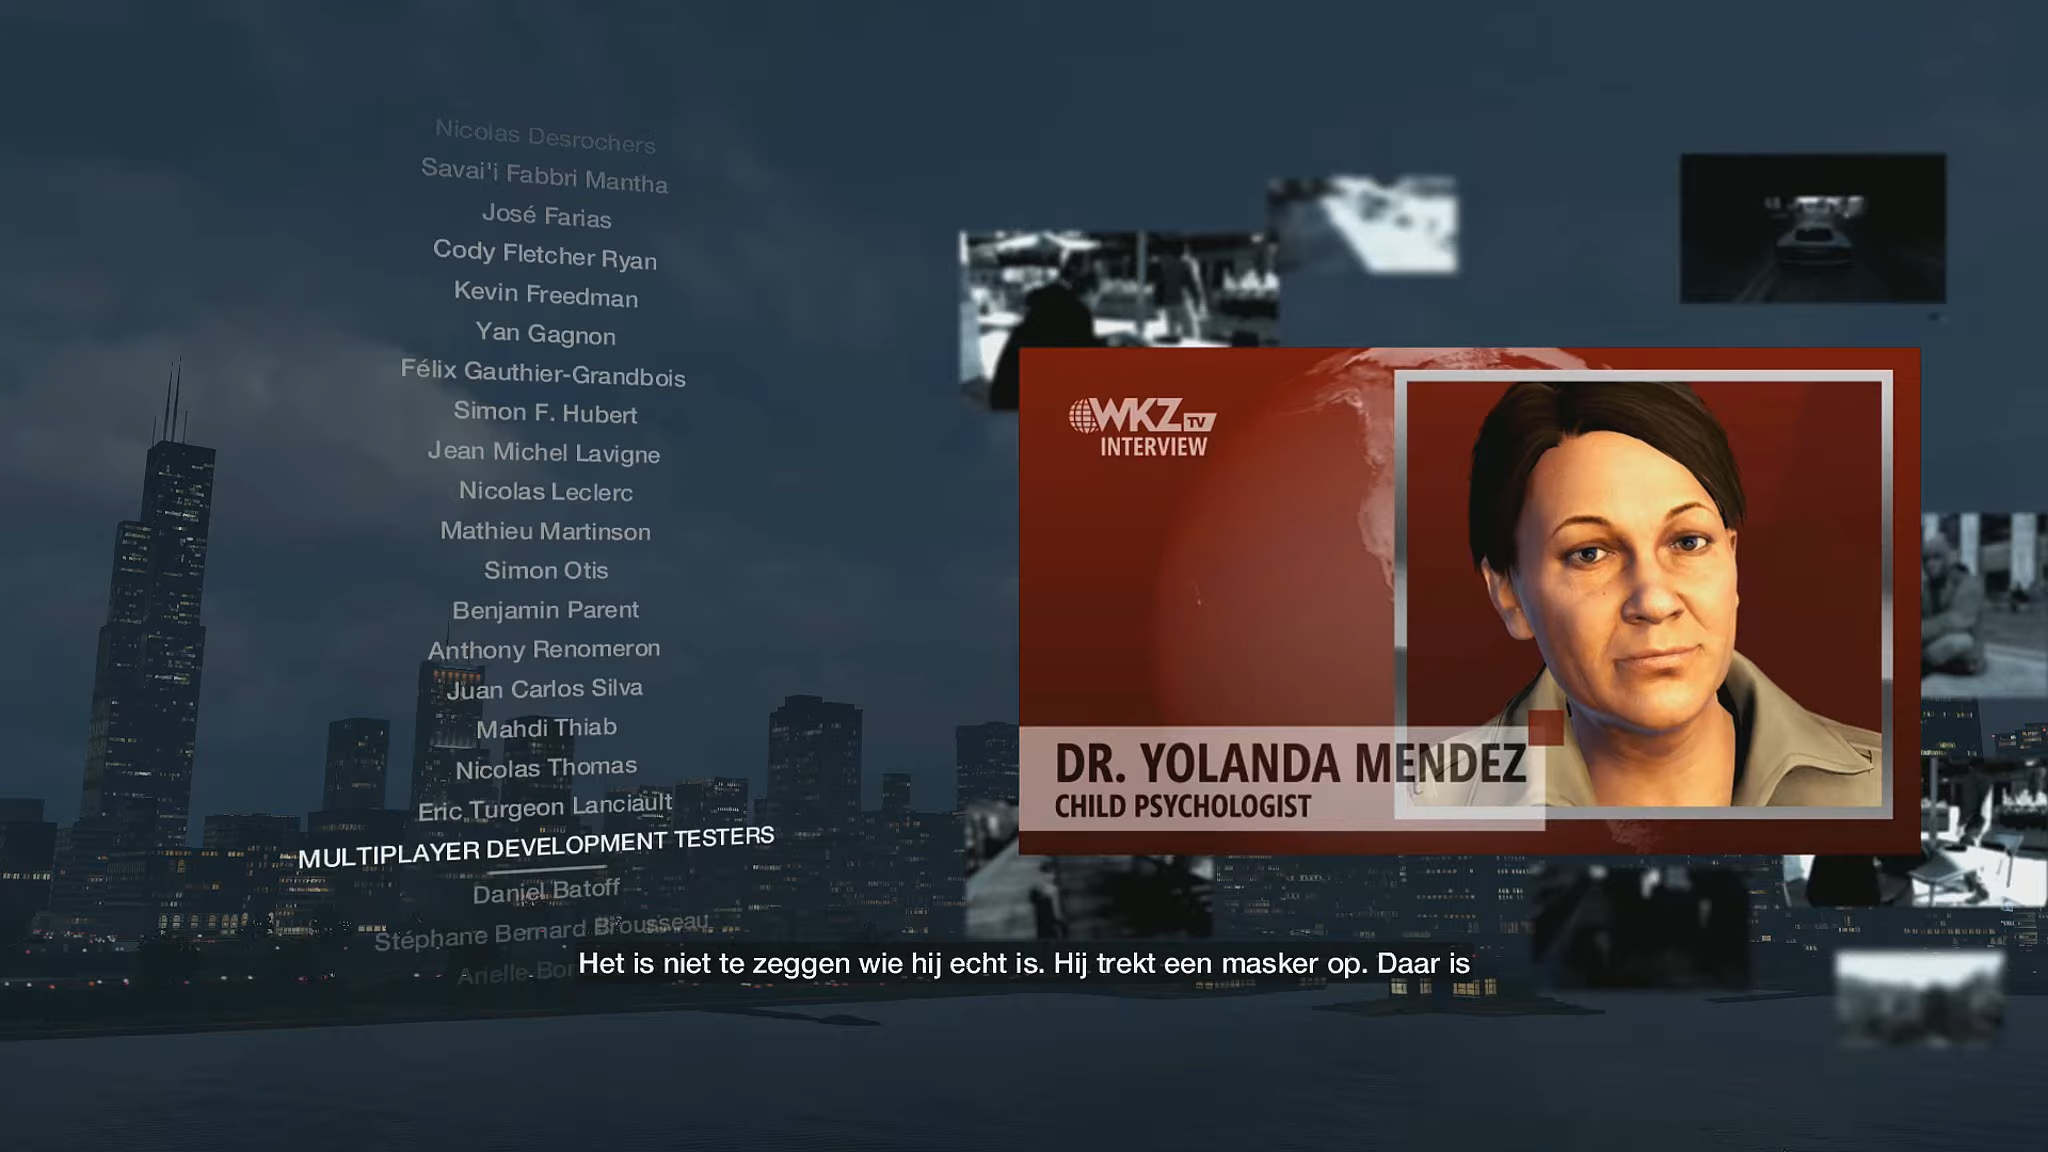 Nicolas Desrochers
Savai'i Fabbri Mantha
José Farias
Cody Fletcher Ryan
Kevin Freedman
Yan Gagnon
Félix Gauthier-Grandbois
Simon F. Hubert
Jean Michel Lavigne
Nicolas Leclerc
Mathieu Martinson
Simon Otis
Benjamin Parent
Anthony Renomeron
Juan Carlos Silva
Mahdi Thiab
Nicolas Thomas
Eric Turgeon Lanciault
MULTIPLAYER DEVELOPMENT TESTERS
Daniel Batoff
Stéphane Bernard Brousseau
Arielle
WKZ TV
INTERVIEW
DR. YOLANDA MENDEZ
CHILD PSYCHOLOGIST
Het is niet te zeggen wie hij echt is. Hij trekt een masker op. Daar is